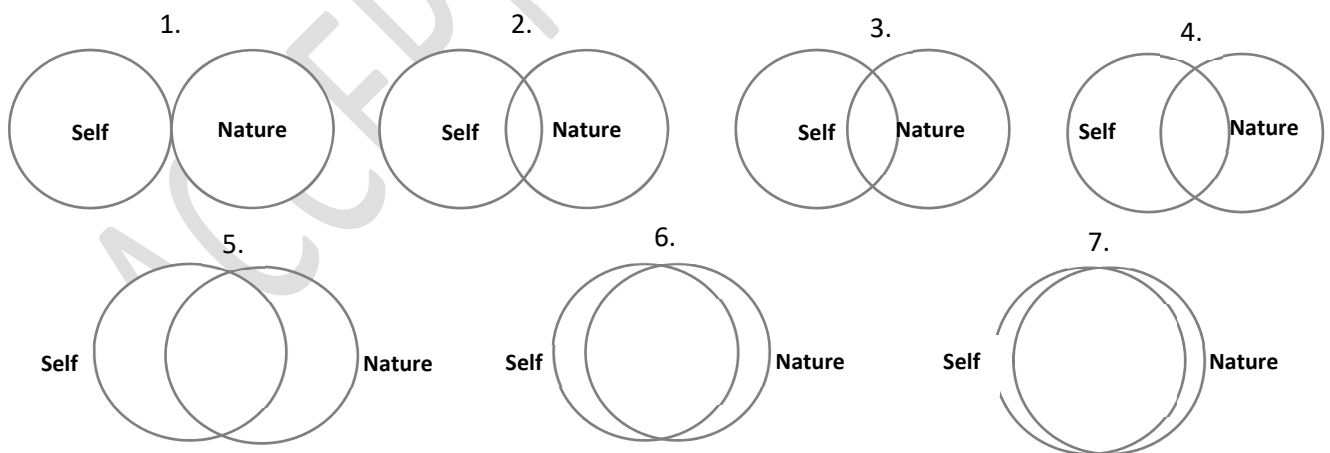 1. 2. 3. 4.
Self Nature Self Nature Self Nature Self Nature
5. 6. 7.
Self Nature Self Nature Self Nature